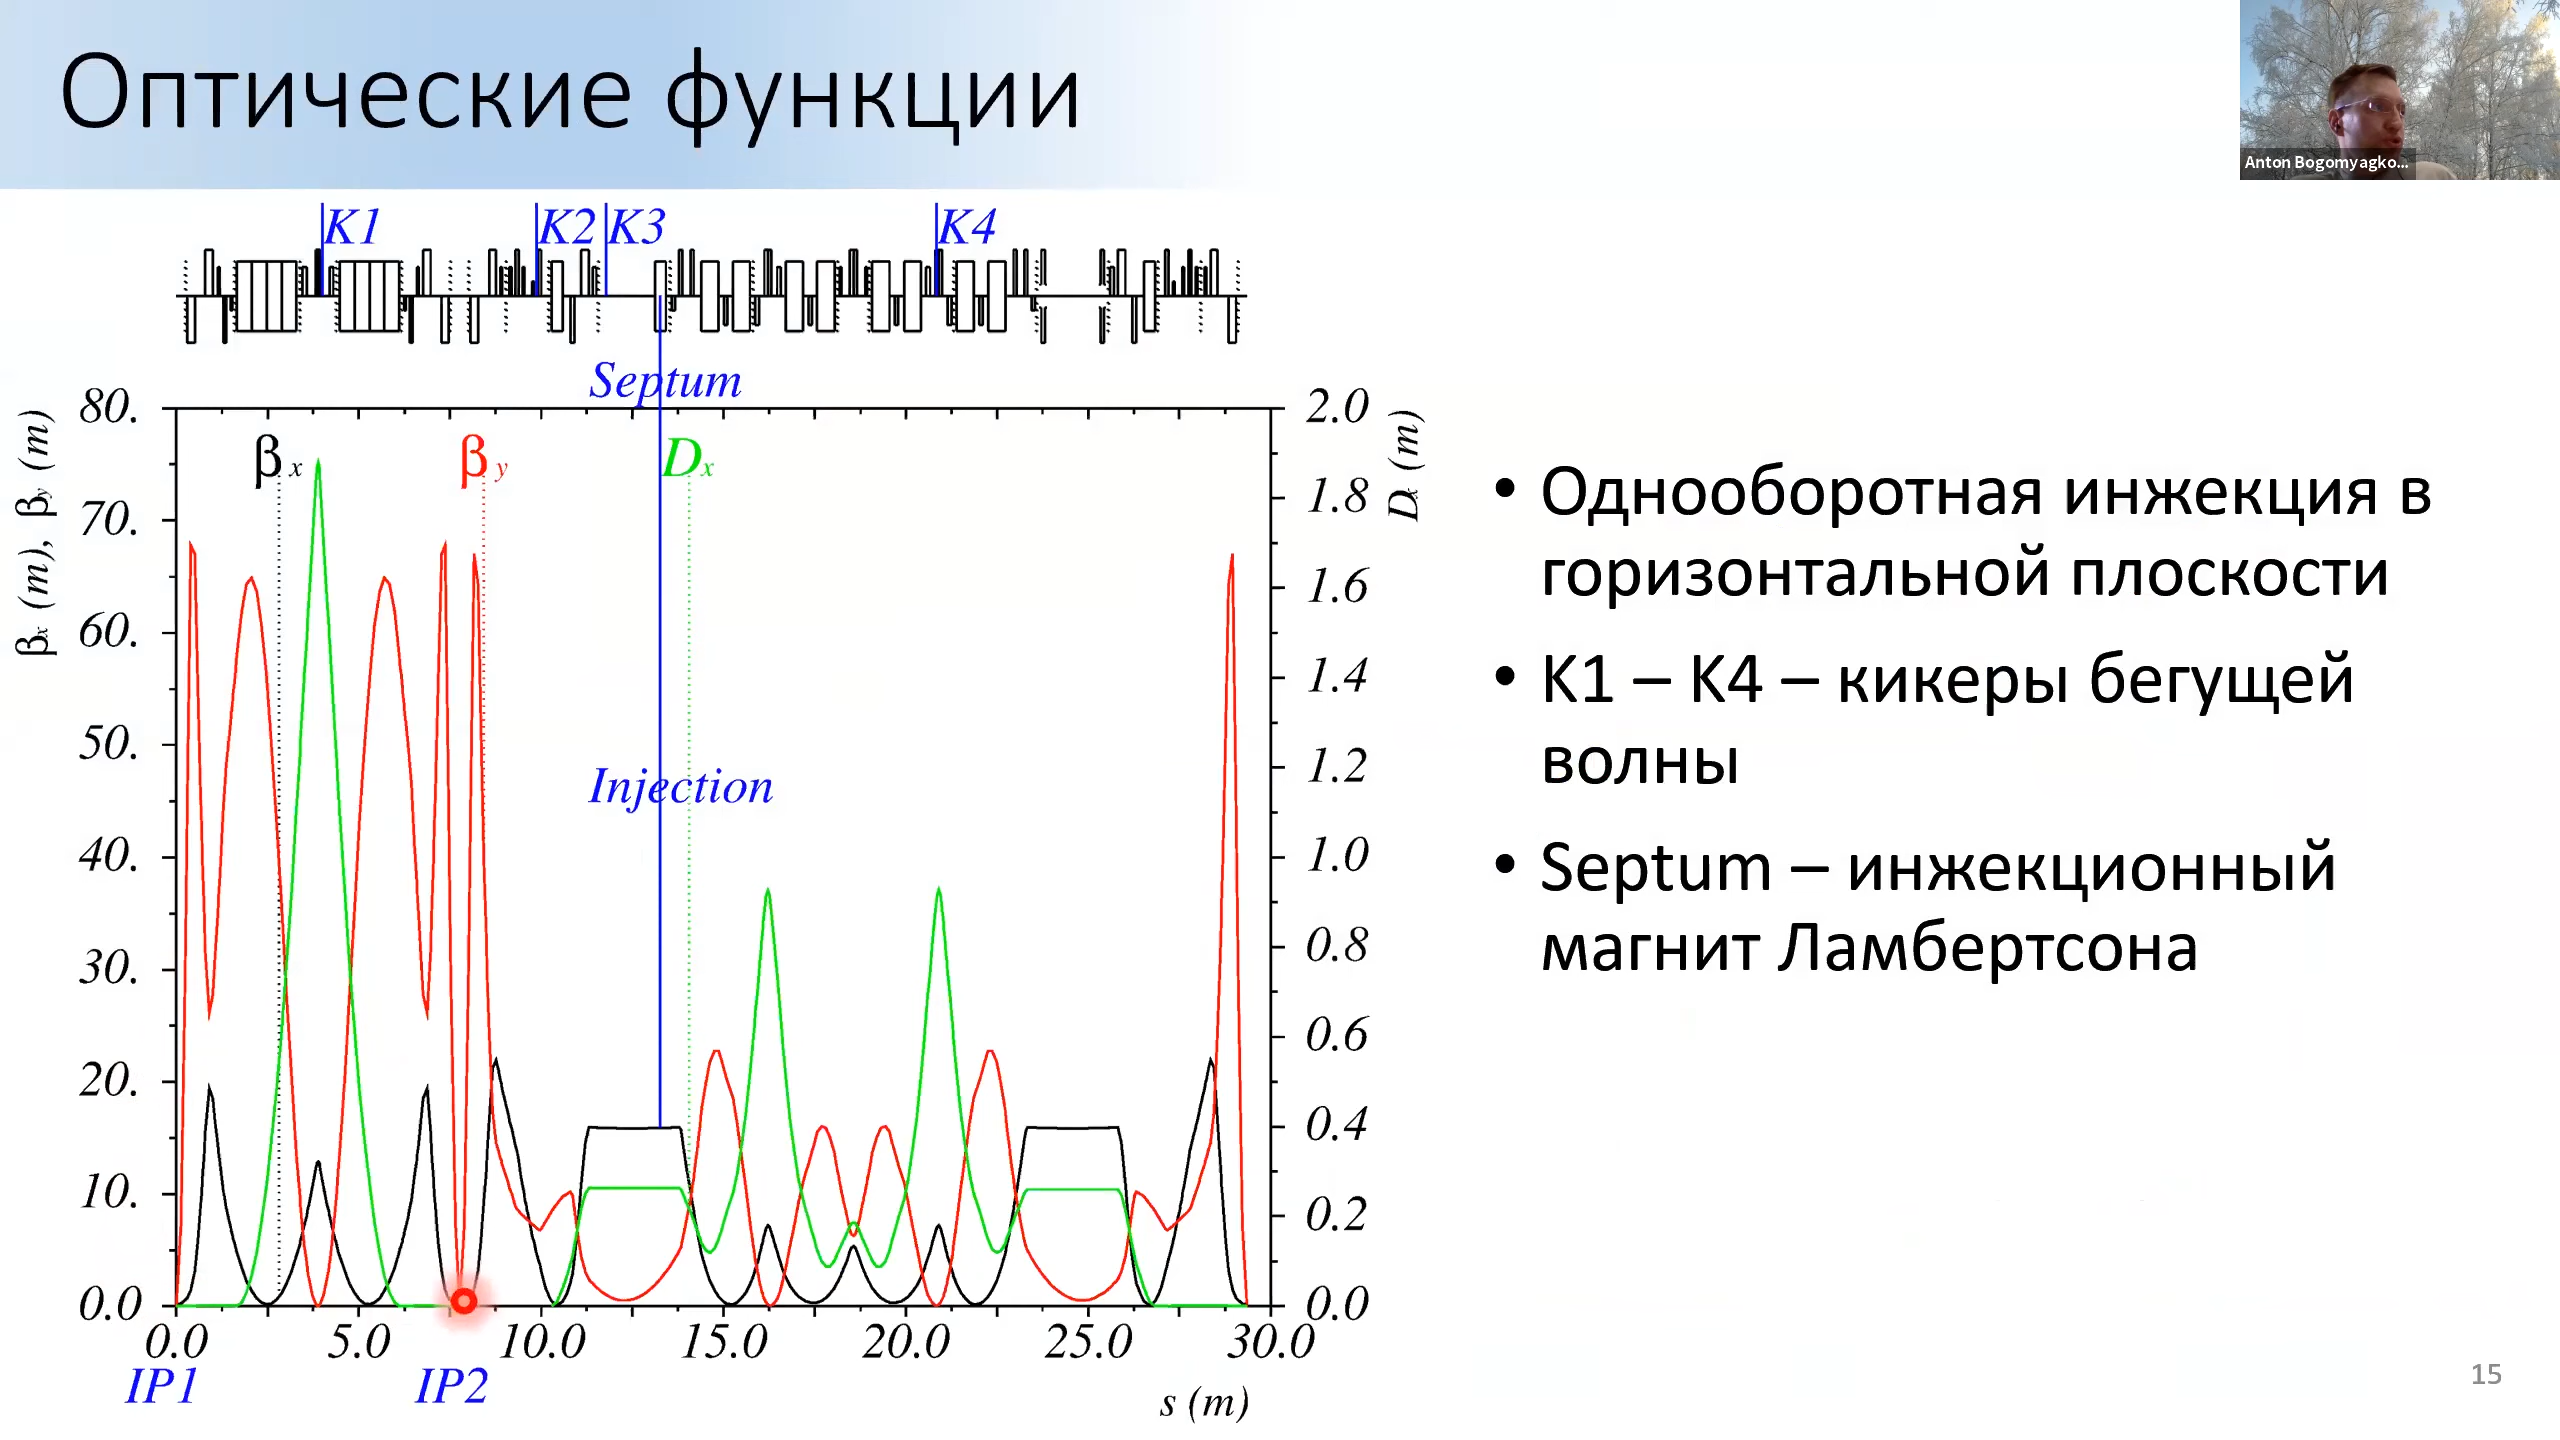 Оптические функции
Anton Bogomyagko...
K1 K2 K3 K4
Septum
80. 2.0
βx (m), βy (m)
Dx (m)
βx βy Dx
70. 1.8
60. 1.6
50. 1.4
1.2
Injection
40. 1.0
30. 0.8
20. 0.6
0.4
10. 0.2
0.0 0.0
0.0 5.0 10.0 15.0 20.0 25.0 30.0
IP1 IP2
s (m)
• Однооборотная инжекция в
горизонтальной плоскости
• K1 – K4 – кикеры бегущей
волны
• Septum – инжекционный
магнит Ламбертсона
15